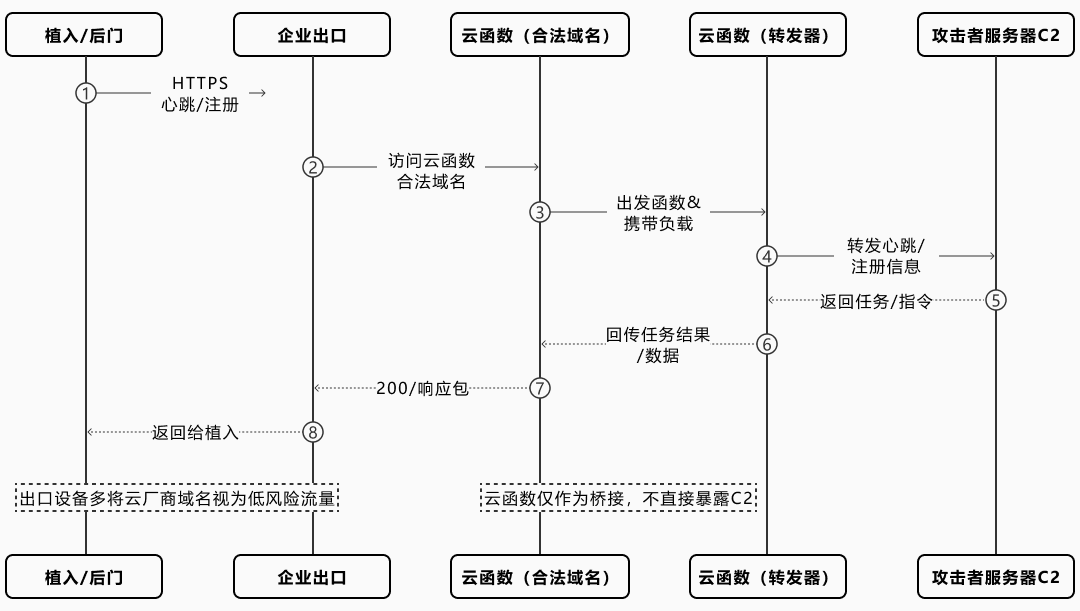 植入/后门
企业出口
云函数（合法域名）
云函数（转发器）
攻击者服务器C2
1
HTTPS
心跳/注册
2
访问云函数
合法域名
3
出发函数&
携带负载
4
转发心跳/
注册信息
返回任务/指令
5
回传任务结果
/数据
6
200/响应包
7
返回给植入
8
出口设备多将云厂商域名视为低风险流量
云函数仅作为桥接，不直接暴露C2
植入/后门
企业出口
云函数（合法域名）
云函数（转发器）
攻击者服务器C2